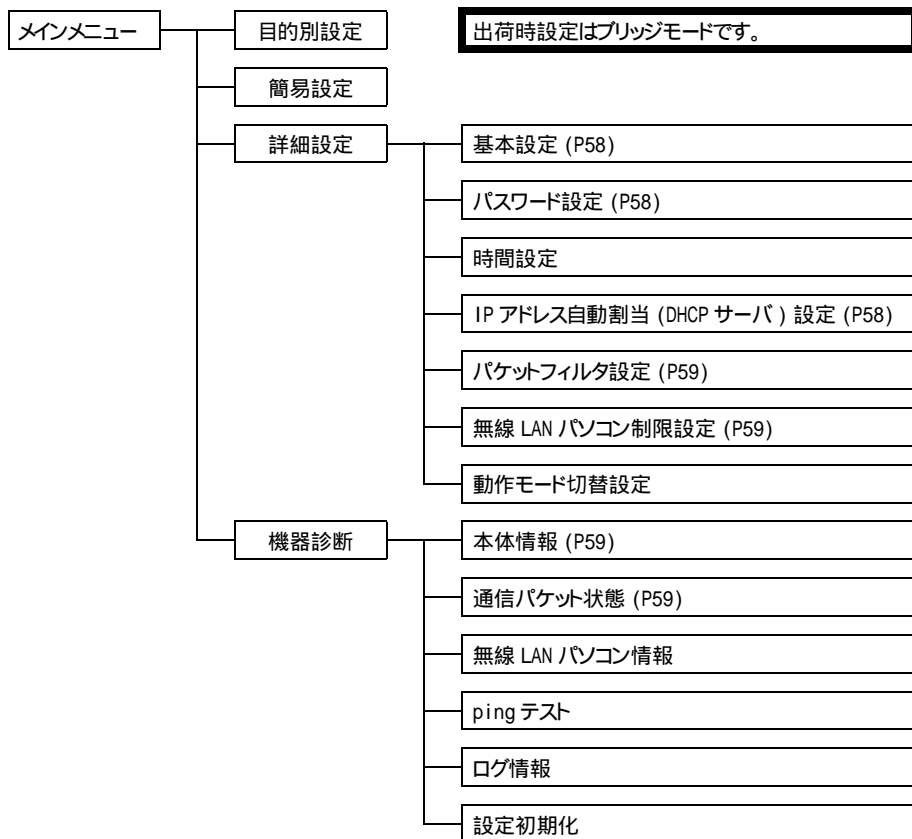 メインメニュー
目的別設定
出荷時設定はブリッジモードです。
簡易設定
詳細設定
基本設定 (P58)
パスワード設定 (P58)
時間設定
IP アドレス自動割当 (DHCP サーバ ) 設定 (P58)
パケットフィルタ設定 (P59)
無線 LAN パソコン制限設定 (P59)
動作モード切替設定
機器診断
本体情報 (P59)
通信パケット状態 (P59)
無線 LAN パソコン情報
ping テスト
ログ情報
設定初期化